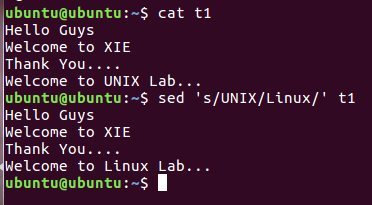 ubuntu@ubuntu:~$ cat t1
Hello Guys
Welcome to XIE
Thank You....
Welcome to UNIX Lab...
ubuntu@ubuntu:~$ sed 's/UNIX/Linux/' t1
Hello Guys
Welcome to XIE
Thank You....
Welcome to Linux Lab...
ubuntu@ubuntu:~$